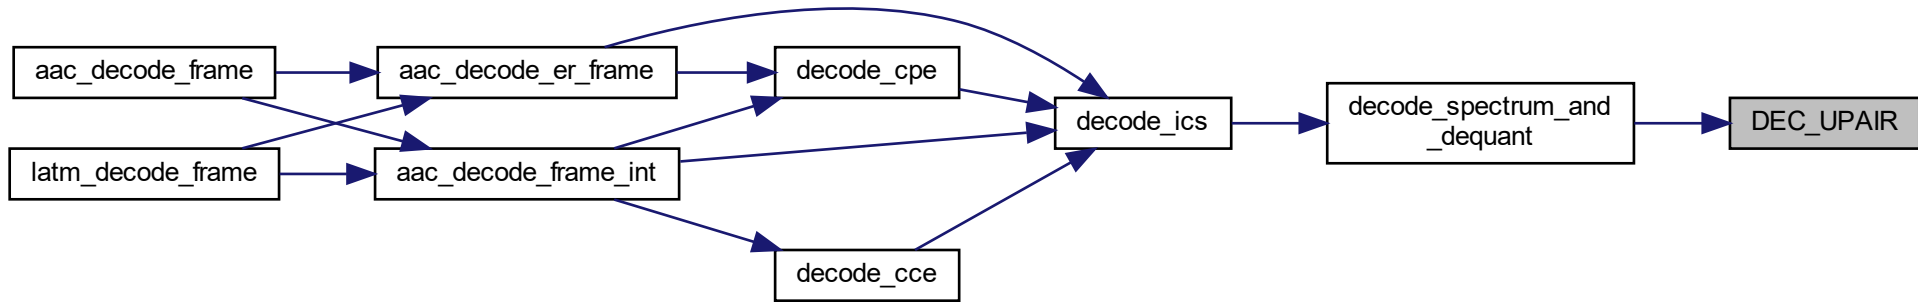 aac_decode_frame
aac_decode_er_frame
decode_cpe
latm_decode_frame
aac_decode_frame_int
decode_cce
decode_ics
decode_spectrum_and
_dequant
DEC_UPAIR